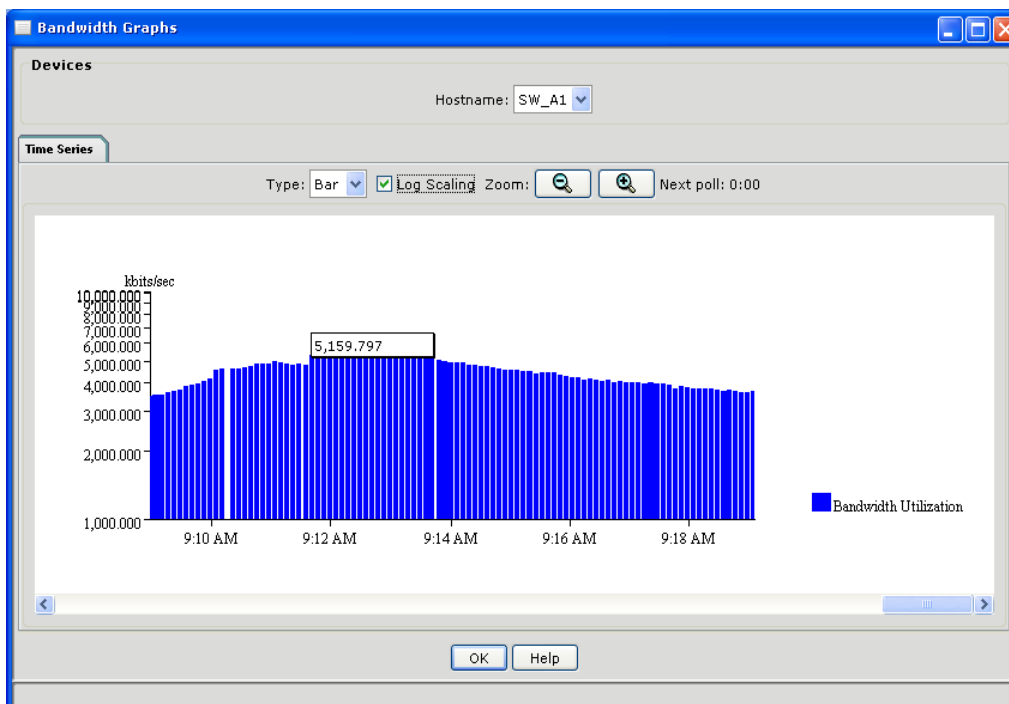 Bandwidth Graphs
Devices
Hostname: SW_A1
Time Series
Type: Bar Log Scaling Zoom: Next poll: 0:00
kbits/sec
10,000.000
9,000.000
8,000.000
7,000.000
6,000.000
5,159.797
5,000.000
4,000.000
3,000.000
2,000.000
1,000.000
Bandwidth Utilization
9:10 AM 9:12 AM 9:14 AM 9:16 AM 9:18 AM
OK Help